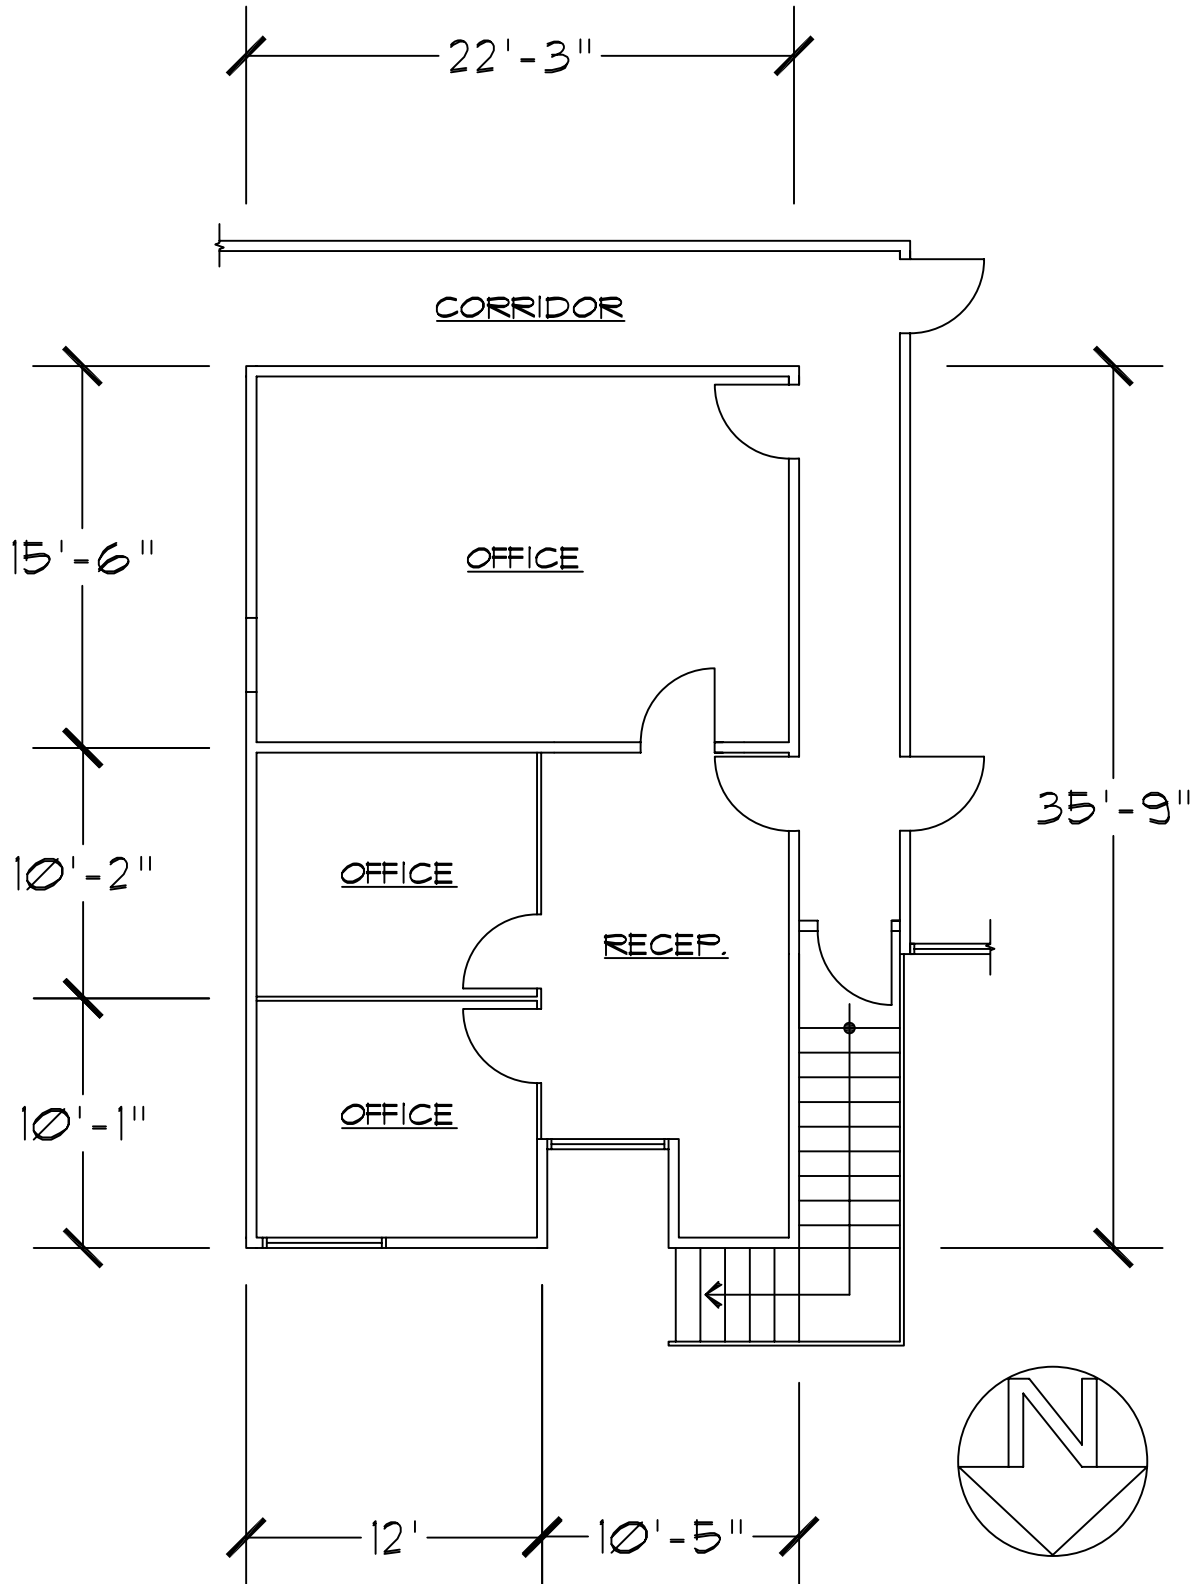 22'-3"
CORRIDOR
15'-6"
OFFICE
35'-9"
10'-2"
OFFICE
RECEP.
10'-1"
OFFICE
N
12'
10'-5"